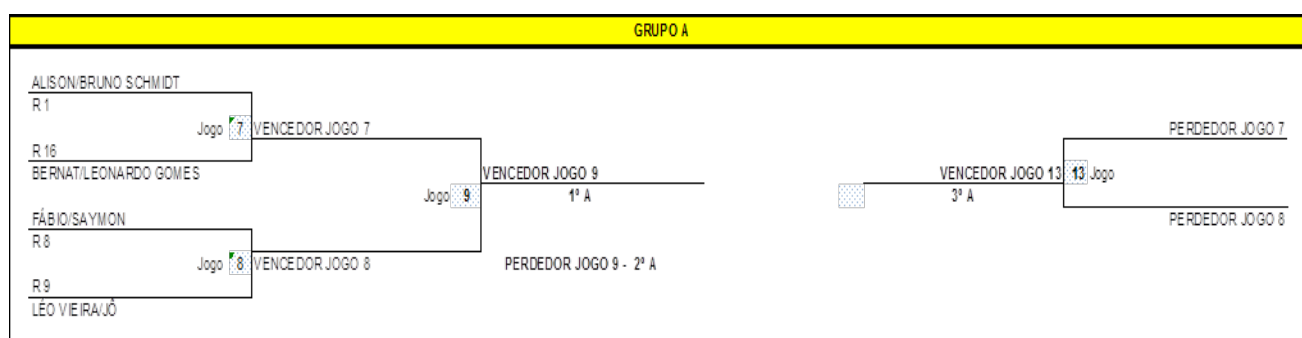 GRUPO A
ALISON/BRUNO SCHMIDT
R 1
Jogo 7 VENCEDOR JOGO 7
PERDEDOR JOGO 7
R 16
BERNAT/LEONARDO GOMES
VENCEDOR JOGO 9
VENCEDOR JOGO 13 13 Jogo
Jogo 9 1º A
3º A
FÁBIO/SAYMON
PERDEDOR JOGO 8
R 8
Jogo 8 VENCEDOR JOGO 8
PERDEDOR JOGO 9 - 2º A
R 9
LÉO VIEIRA/JÔ